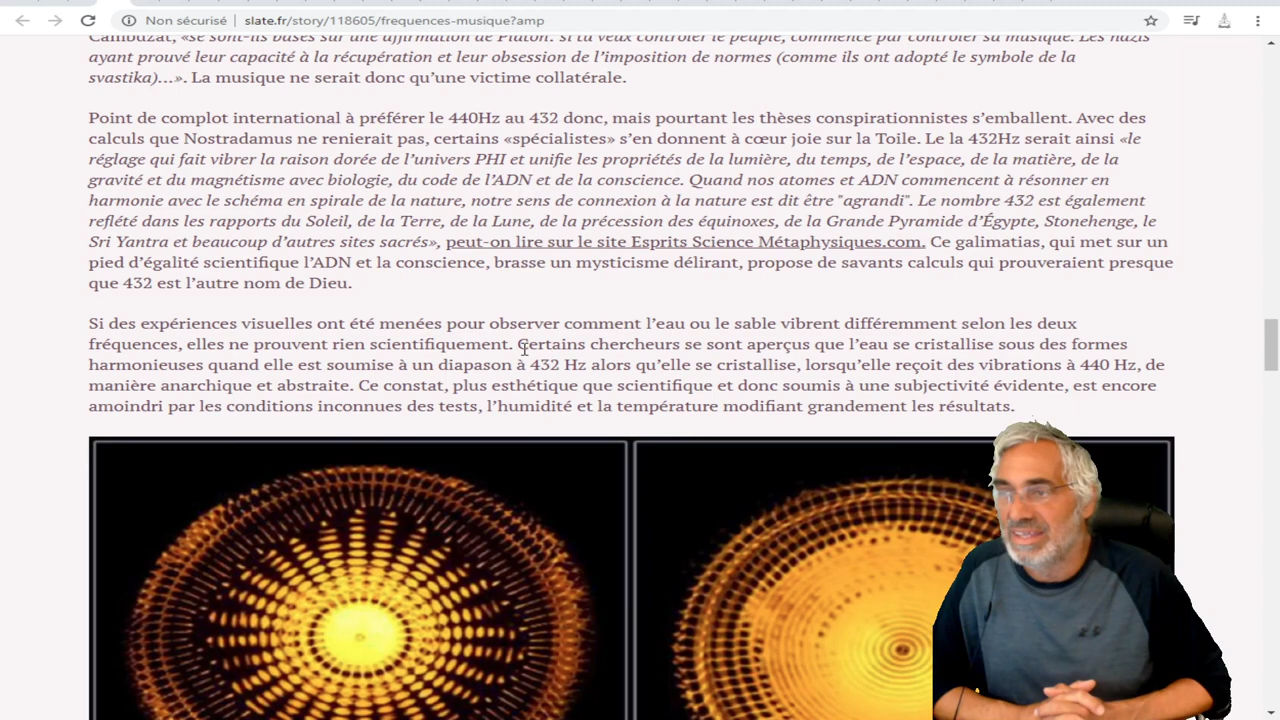 Non sécurisé | slate.fr/story/118605/frequences-musique?amp
Cambuzat, «se sont-ils basés sur une affirmation de Platon: si tu veux contrôler le peuple, commence par contrôler sa musique. Les nazis
ayant prouvé leur capacité à la récupération et leur obsession de l'imposition de normes (comme ils ont adopté le symbole de la
svastika)…». La musique ne serait donc qu'une victime collatérale.
Point de complot international à préférer le 440Hz au 432 donc, mais pourtant les thèses conspirationnistes s'emballent. Avec des
calculs que Nostradamus ne renierait pas, certains «spécialistes» s'en donnent à cœur joie sur la Toile. Le la 432Hz serait ainsi «le
réglage qui fait vibrer la raison dorée de l'univers PHI et unifie les propriétés de la lumière, du temps, de l'espace, de la matière, de la
gravité et du magnétisme avec biologie, du code de l'ADN et de la conscience. Quand nos atomes et ADN commencent à résonner en
harmonie avec le schéma en spirale de la nature, notre sens de connexion à la nature est dit être "agrandi". Le nombre 432 est également
reflété dans les rapports du Soleil, de la Terre, de la Lune, de la précession des équinoxes, de la Grande Pyramide d'Égypte, Stonehenge, le
Sri Yantra et beaucoup d'autres sites sacrés», peut-on lire sur le site Esprits Science Métaphysiques.com. Ce galimatias, qui met sur un
pied d'égalité scientifique l'ADN et la conscience, brasse un mysticisme délirant, propose de savants calculs qui prouveraient presque
que 432 est l'autre nom de Dieu.
Si des expériences visuelles ont été menées pour observer comment l'eau ou le sable vibrent différemment selon les deux
fréquences, elles ne prouvent rien scientifiquement. Certains chercheurs se sont aperçus que l'eau se cristallise sous des formes
harmonieuses quand elle est soumise à un diapason à 432 Hz alors qu'elle se cristallise, lorsqu'elle reçoit des vibrations à 440 Hz, de
manière anarchique et abstraite. Ce constat, plus esthétique que scientifique et donc soumis à une subjectivité évidente, est encore
amoindri par les conditions inconnues des tests, l'humidité et la température modifiant grandement les résultats.